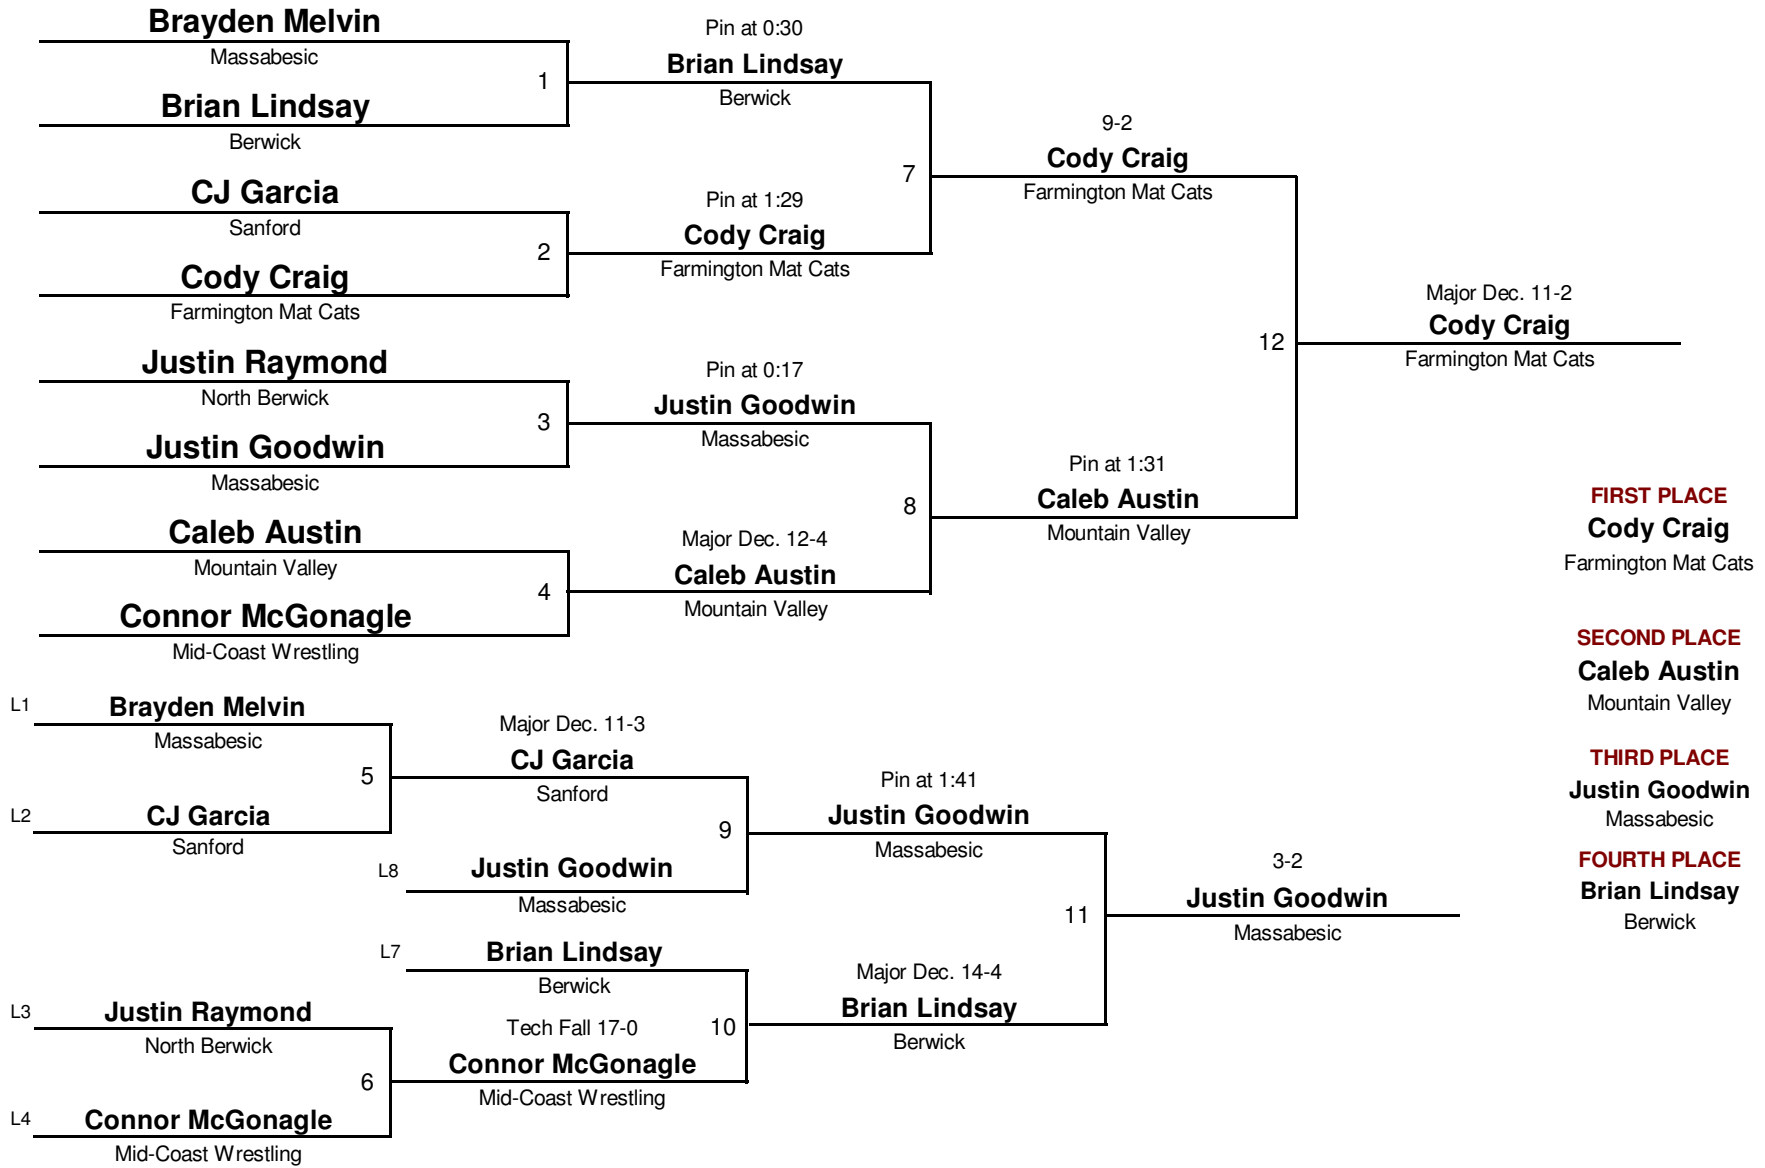 Brayden Melvin
Massabesic
1
Brian Lindsay
Berwick
Pin at 0:30
Brian Lindsay
Berwick
CJ Garcia
Sanford
2
Cody Craig
Farmington Mat Cats
Pin at 1:29
Cody Craig
Farmington Mat Cats
7
9-2
Cody Craig
Farmington Mat Cats
Justin Raymond
North Berwick
3
Justin Goodwin
Massabesic
Pin at 0:17
Justin Goodwin
Massabesic
Caleb Austin
Mountain Valley
4
Connor McGonagle
Mid-Coast Wrestling
Major Dec. 12-4
Caleb Austin
Mountain Valley
8
Pin at 1:31
Caleb Austin
Mountain Valley
12
Major Dec. 11-2
Cody Craig
Farmington Mat Cats
FIRST PLACE
Cody Craig
Farmington Mat Cats
SECOND PLACE
Caleb Austin
Mountain Valley
THIRD PLACE
Justin Goodwin
Massabesic
FOURTH PLACE
Brian Lindsay
Berwick
L1
Brayden Melvin
Massabesic
5
L2
CJ Garcia
Sanford
Major Dec. 11-3
CJ Garcia
Sanford
9
L8
Justin Goodwin
Massabesic
Pin at 1:41
Justin Goodwin
Massabesic
L7
Brian Lindsay
Berwick
L3
Justin Raymond
North Berwick
6
L4
Connor McGonagle
Mid-Coast Wrestling
Tech Fall 17-0
Connor McGonagle
Mid-Coast Wrestling
10
Major Dec. 14-4
Brian Lindsay
Berwick
11
3-2
Justin Goodwin
Massabesic